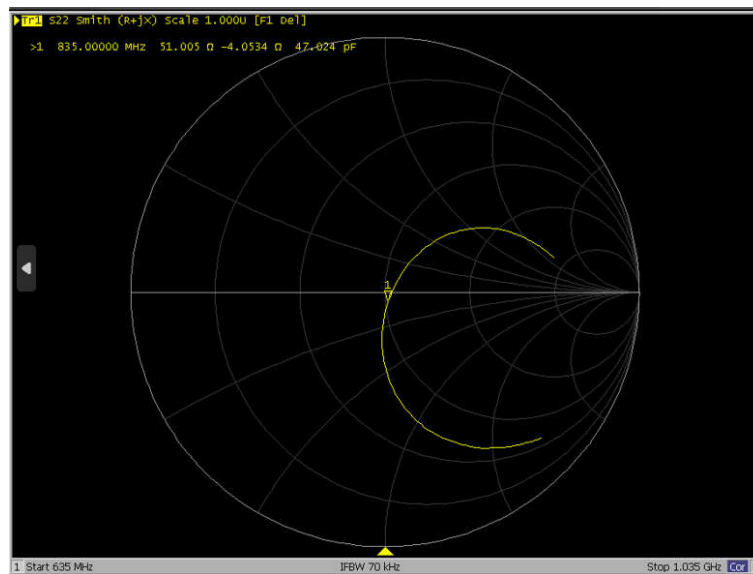 Tr1 S22 Smith (R+jX) Scale 1.000U [F1 Del]
>1 835.00000 MHz 51.005 Ω -4.0534 Ω 47.024 pF
1
1 Start 635 MHz IFBW 70 kHz Stop 1.035 GHz Cor